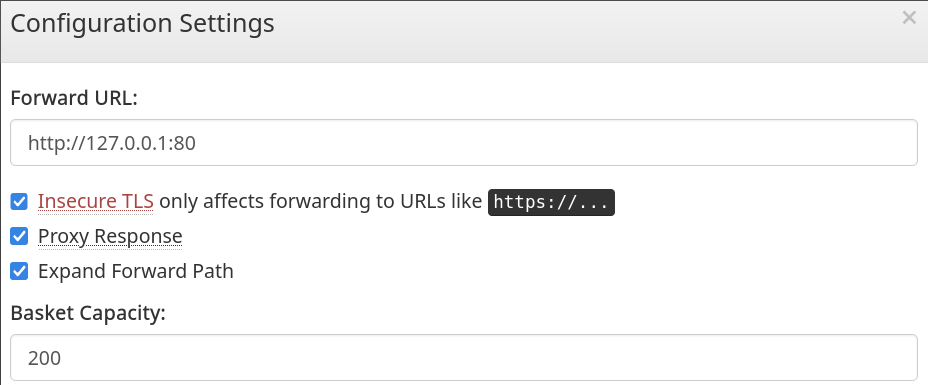 Configuration Settings ×
Forward URL:
http://127.0.0.1:80
Insecure TLS only affects forwarding to URLs like https://...
Proxy Response
Expand Forward Path
Basket Capacity:
200